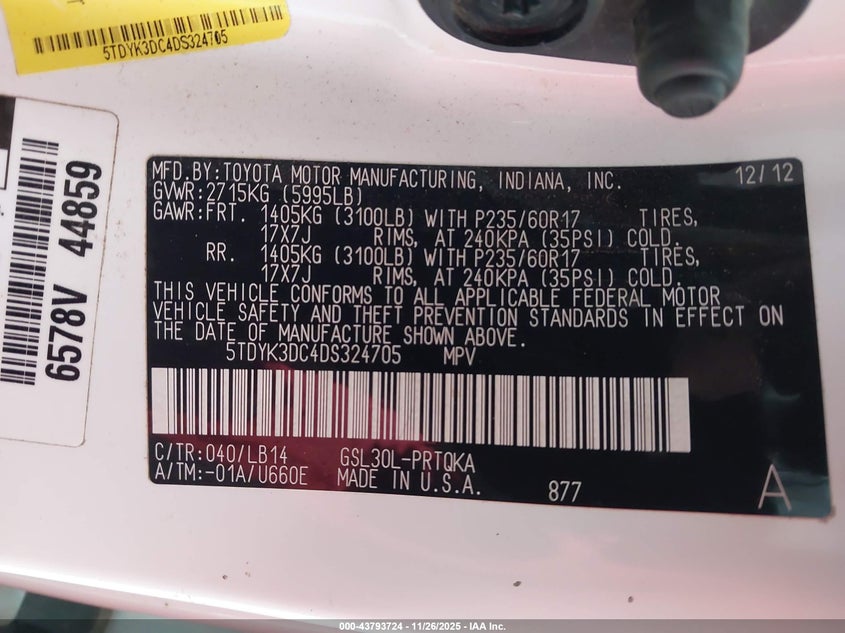 5TDYK3DC4DS324705
6578V 44859
MFD.BY:TOYOTA MOTOR MANUFACTURING, INDIANA, INC. 12/12
GVWR:2715KG (5995LB)
GAWR:FRT. 1405KG (3100LB) WITH P235/60R17 TIRES,
17X7J RIMS, AT 240KPA (35PSI) COLD.
RR. 1405KG (3100LB) WITH P235/60R17 TIRES,
17X7J RIMS, AT 240KPA (35PSI) COLD.
THIS VEHICLE CONFORMS TO ALL APPLICABLE FEDERAL MOTOR
VEHICLE SAFETY AND THEFT PREVENTION STANDARDS IN EFFECT ON
THE DATE OF MANUFACTURE SHOWN ABOVE.
5TDYK3DC4DS324705 MPV
C/TR:040/LB14 GSL30L-PRTQKA
A/TM:-01A/U660E MADE IN U.S.A. 877 A
000-43793724 - 11/26/2025 - IAA Inc.